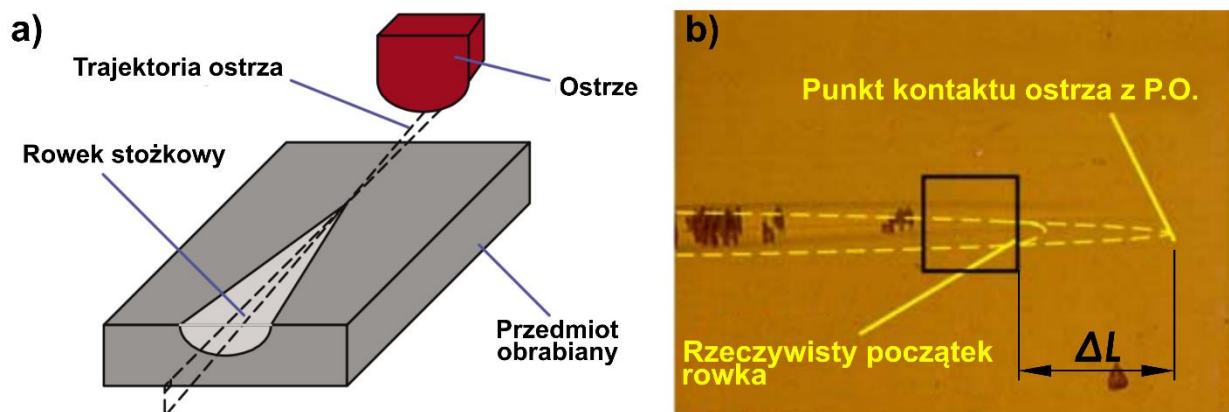 a)
Trajektoria ostrza
Ostrze
Rowek stożkowy
Przedmiot
obrabiany
b)
Punkt kontaktu ostrza z P.O.
Rzeczywisty początek
rowka
ΔL